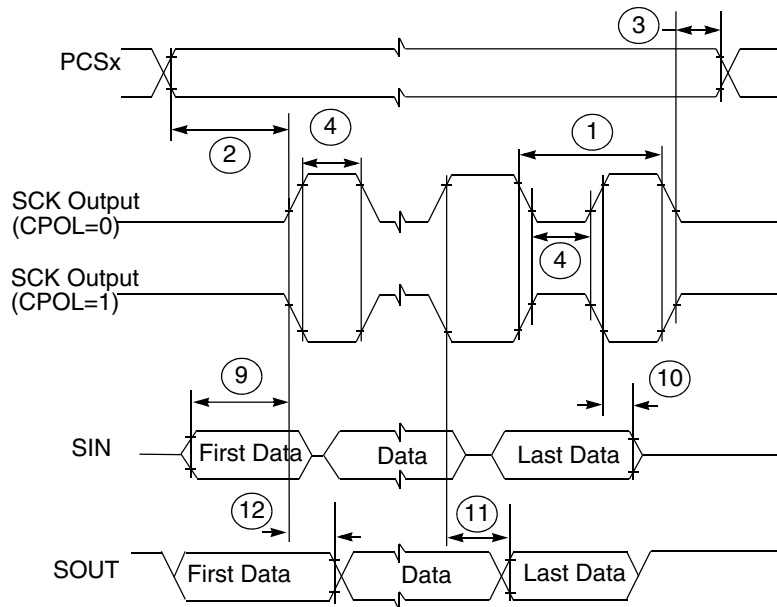 3
PCSx
4
1
2
SCK Output
(CPOL=0)
4
SCK Output
(CPOL=1)
9
10
SIN
First Data
Data
Last Data
12
11
SOUT
First Data
Data
Last Data